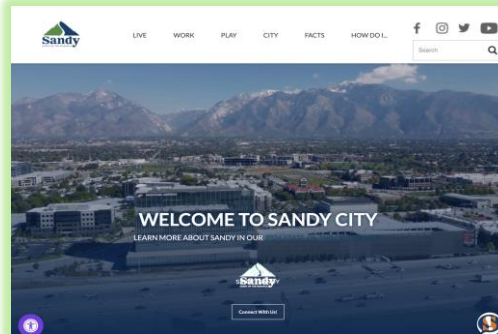 Sandy
LIVE
WORK
PLAY
CITY
FACTS
HOW DO I...
Search
WELCOME TO SANDY CITY
LEARN MORE ABOUT SANDY IN OUR
Sandy
Connect With Us!